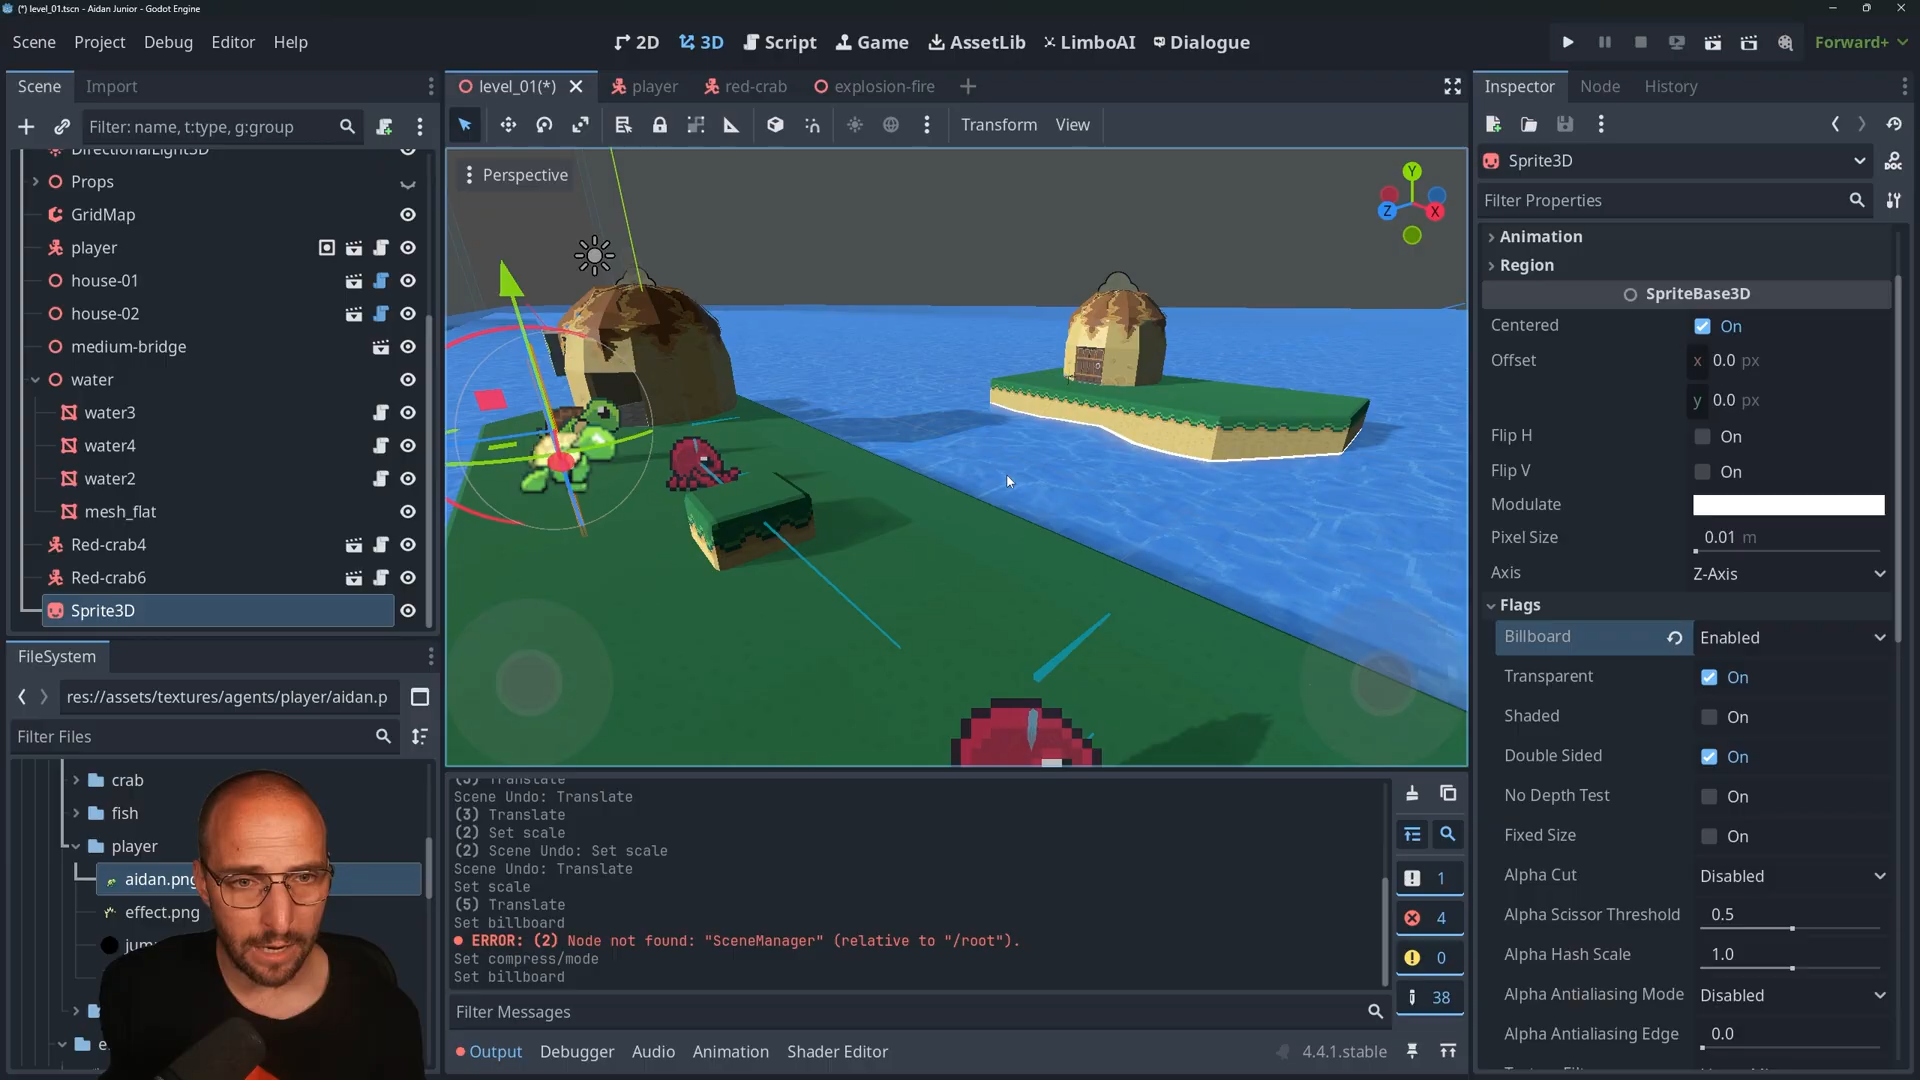 (*) level_01.tscn - Aidan Junior - Godot Engine
Scene Project Debug Editor Help
2D 3D Script Game AssetLib LimboAI Dialogue
Forward+
Scene Import
level_01(*) player red-crab explosion-fire
Inspector Node History
Filter: name, t:type, g:group
Transform View
DirectionalLight3D
Props
GridMap
player
house-01
house-02
medium-bridge
water
water3
water4
water2
mesh_flat
Red-crab4
Red-crab6
Sprite3D
Perspective
Y
Z
X
Sprite3D
Filter Properties
Animation
Region
SpriteBase3D
Centered On
Offset x 0.0 px
y 0.0 px
Flip H On
Flip V On
Modulate
Pixel Size 0.01 m
Axis Z-Axis
Flags
Billboard Enabled
Transparent On
Shaded On
Double Sided On
No Depth Test On
Fixed Size On
Alpha Cut Disabled
Alpha Scissor Threshold 0.5
Alpha Hash Scale 1.0
Alpha Antialiasing Mode Disabled
Alpha Antialiasing Edge 0.0
FileSystem
res://assets/textures/agents/player/aidan.p
Filter Files
crab
fish
player
aidan.png
effect.png
(3) Translate
Scene Undo: Translate
(3) Translate
(2) Set scale
(2) Scene Undo: Set scale
Scene Undo: Translate
Set scale
(5) Translate
Set billboard
ERROR: (2) Node not found: "SceneManager" (relative to "/root").
Set compress/mode
Set billboard
1
4
0
38
Filter Messages
Output Debugger Audio Animation Shader Editor
4.4.1.stable